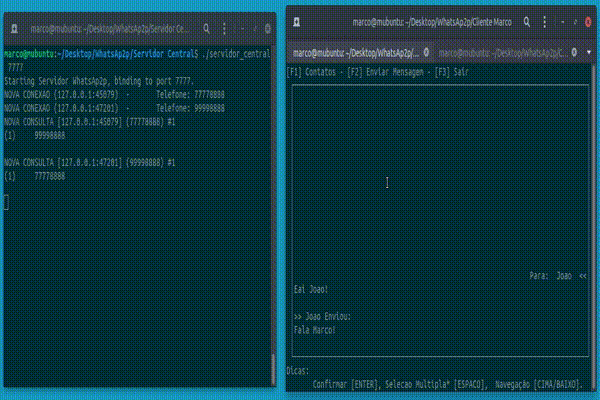 marco@mubuntu: ~/Desktop/WhatsAp2p/Servidor Ce...
marco@mubuntu:~/Desktop/WhatsAp2p/Servidor Central$ ./servidor_central
7777
Starting Servidor WhatsAp2p, binding to port 7777.
NOVA CONEXAO (127.0.0.1:45079) - Telefone: 77778888
NOVA CONEXAO (127.0.0.1:47201) - Telefone: 99998888
NOVA CONSULTA [127.0.0.1:45079] (77778888) #1
(1) 99998888
NOVA CONSULTA [127.0.0.1:47201] (99998888) #1
(1) 77778888
marco@mubuntu: ~/Desktop/WhatsAp2p/Cliente Marco
marco@mubuntu: ~/Desktop/WhatsAp2p/...
marco@mubuntu: ~/Desktop/WhatsAp2p/C...
[F1] Contatos - [F2] Enviar Mensagem - [F3] Sair
Para: Joao <<
Eai Joao!
>> Joao Enviou:
Fala Marco!
Dicas:
Confirmar [ENTER], Selecao Multipla* [ESPACO], Navegação [CIMA/BAIXO].